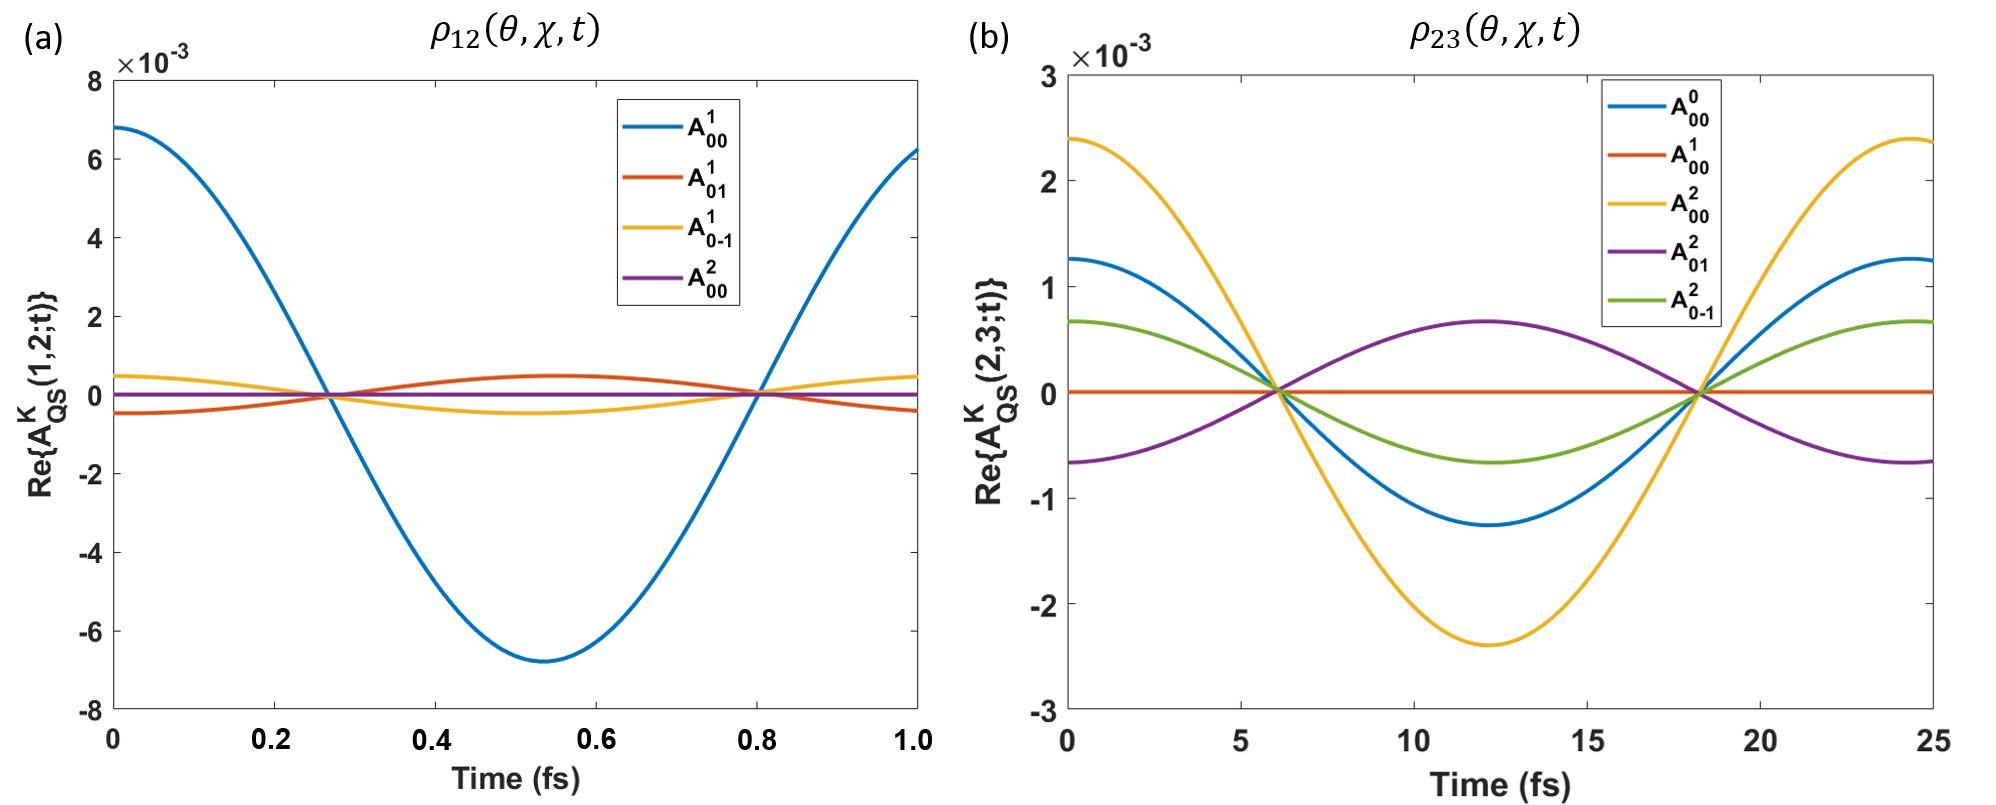 (a)
ρ₁₂(θ, χ, t)
×10⁻³
8
6
4
2
0
-2
-4
-6
-8
Re{A^K_QS(1,2;t)}
A^1_00
A^1_01
A^1_0-1
A^2_00
0 0.2 0.4 0.6 0.8 1.0
Time (fs)
(b)
ρ₂₃(θ, χ, t)
×10⁻³
3
2
1
0
-1
-2
-3
Re{A^K_QS(2,3;t)}
A^0_00
A^1_00
A^2_00
A^2_01
A^2_0-1
0 5 10 15 20 25
Time (fs)